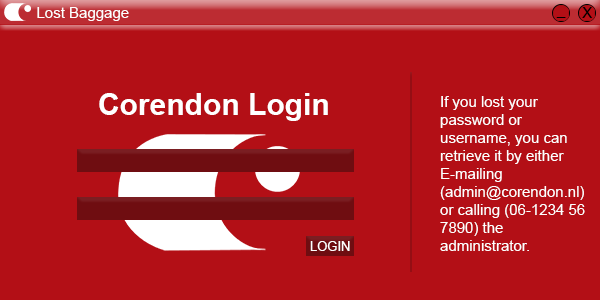 Lost Baggage
_ X
Corendon Login
LOGIN
If you lost your
password or
username, you can
retrieve it by either
E-mailing
(admin@corendon.nl)
or calling (06-1234 56
7890) the
administrator.